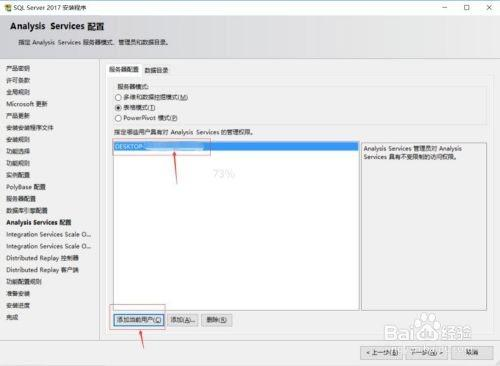 SQL Server 2017 安装程序
Analysis Services 配置
指定 Analysis Services 服务器模式、管理员和数据目录。
产品密钥
许可条款
全局规则
Microsoft 更新
产品更新
安装安装程序文件
安装规则
功能选择
功能规则
实例配置
PolyBase 配置
服务器配置
数据库引擎配置
Analysis Services 配置
Integration Services Scale O...
Integration Services Scale O...
Distributed Replay 控制器
Distributed Replay 客户端
功能配置规则
准备安装
安装进度
完成
服务器配置 数据目录
服务器模式:
多维和数据挖掘模式(M)
表格模式(T)
PowerPivot 模式(P)
指定哪些用户具有对 Analysis Services 的管理权限。
DESKTOP-
73%
Analysis Services 管理员对 Analysis
Services 具有不受限制的访问权限。
添加当前用户(C) 添加(A)... 删除(R)
Baidu 经验
< 上一步(B) 下一步(N) > 取消